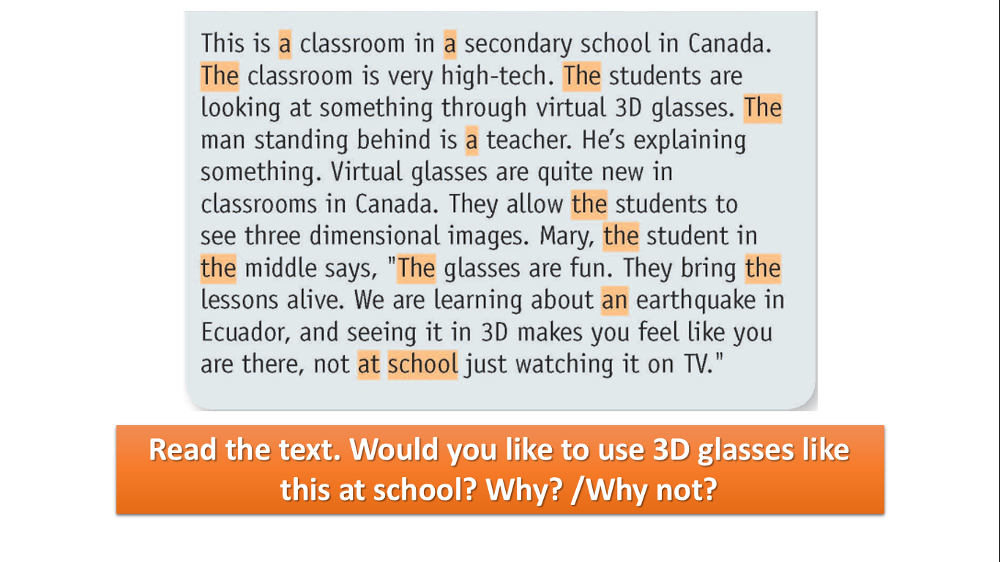 This is a classroom in a secondary school in Canada.
The classroom is very high-tech. The students are
looking at something through virtual 3D glasses. The
man standing behind is a teacher. He's explaining
something. Virtual glasses are quite new in
classrooms in Canada. They allow the students to
see three dimensional images. Mary, the student in
the middle says, "The glasses are fun. They bring the
lessons alive. We are learning about an earthquake in
Ecuador, and seeing it in 3D makes you feel like you
are there, not at school just watching it on TV."
Read the text. Would you like to use 3D glasses like
this at school? Why? /Why not?